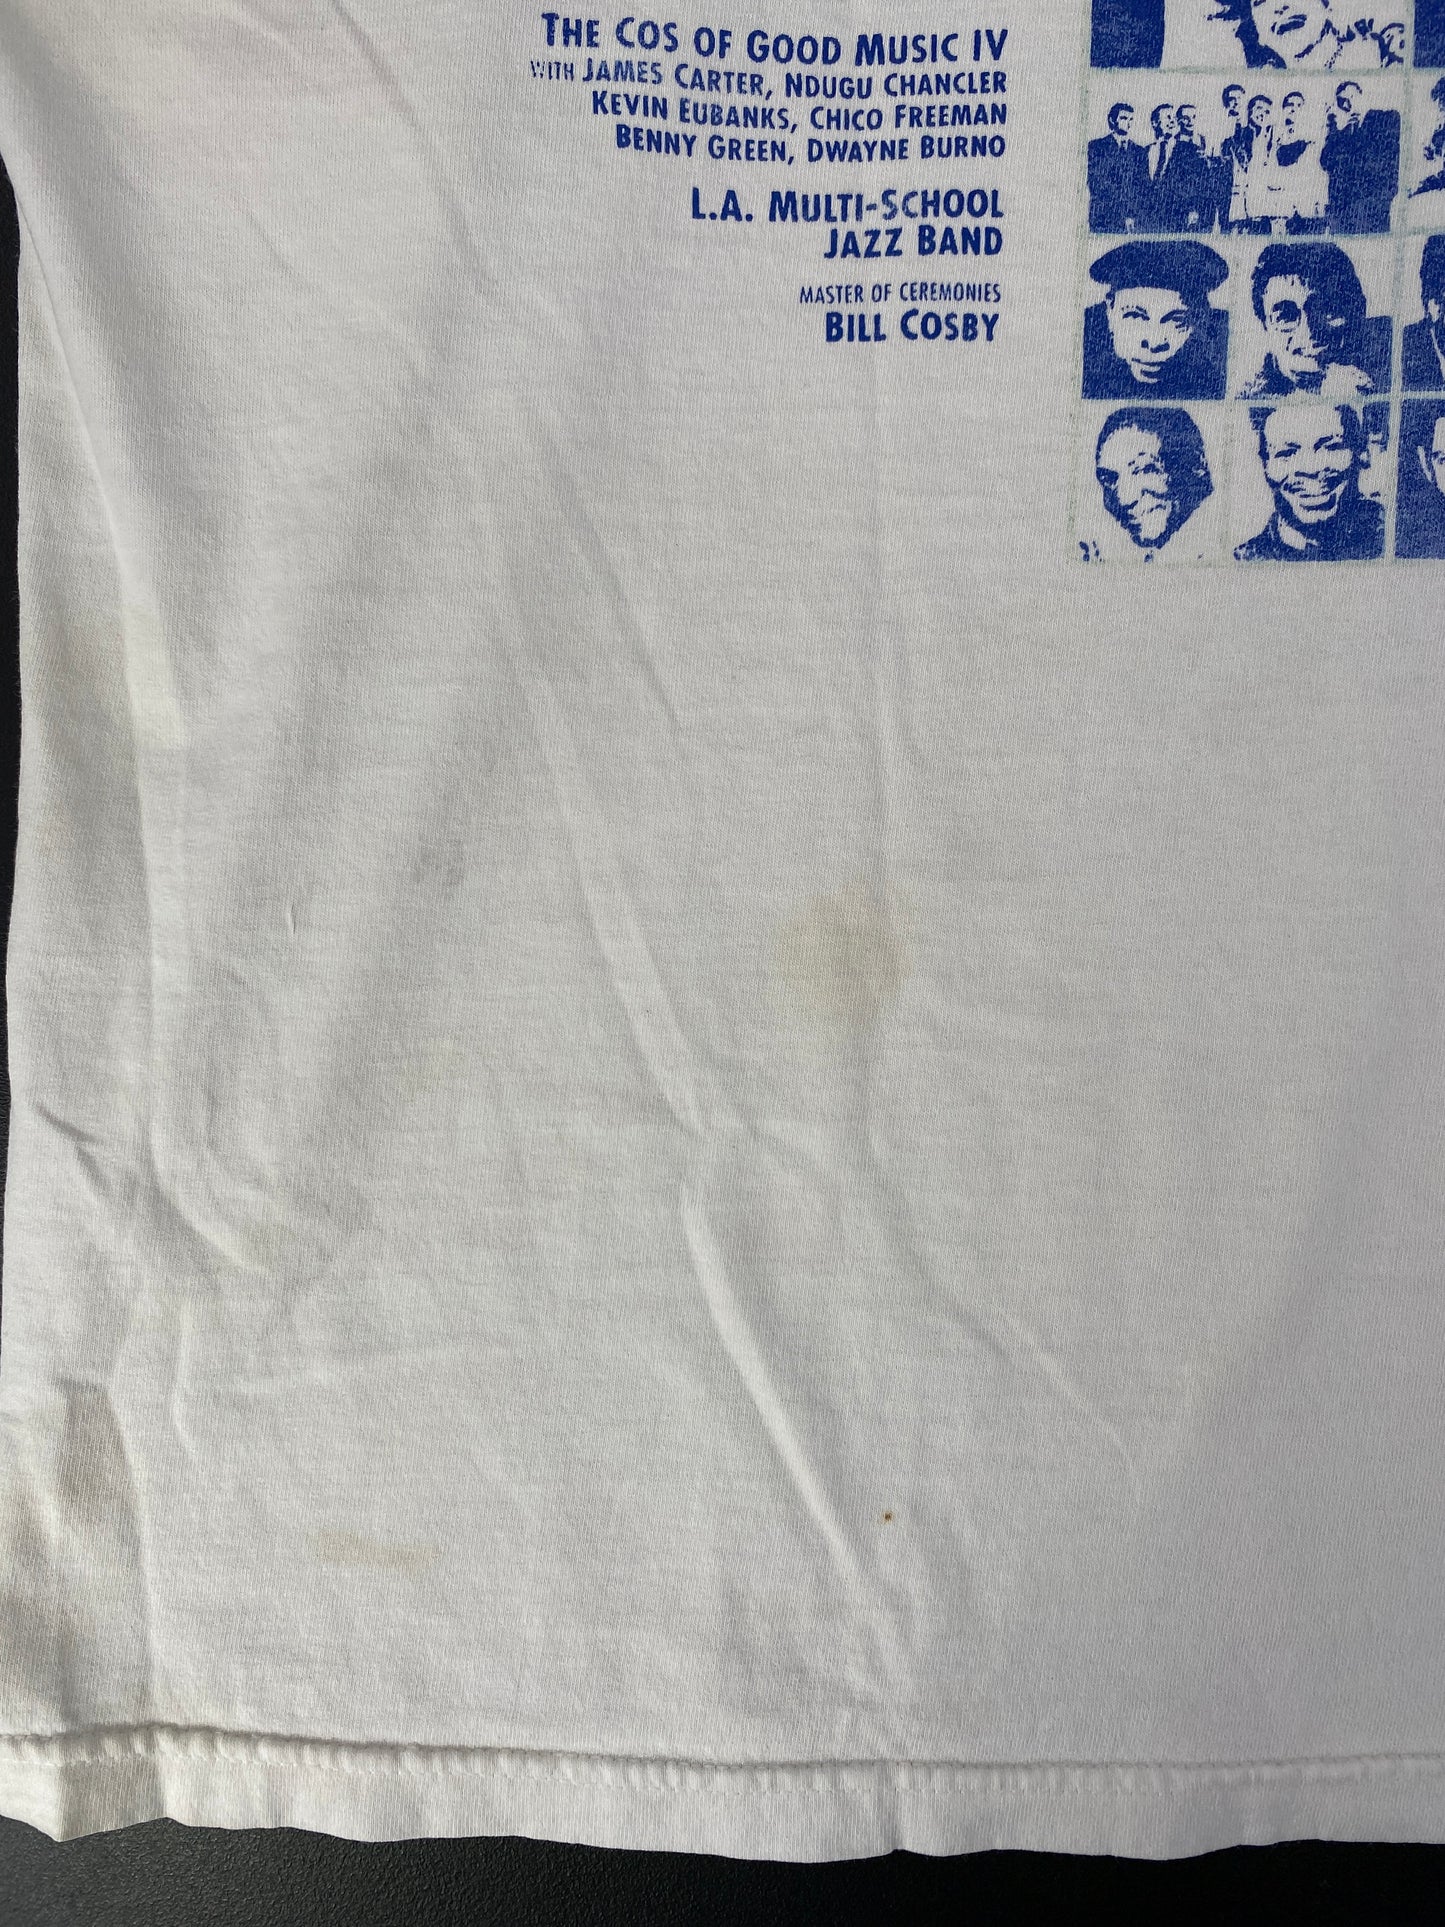 THE COS OF GOOD MUSIC IV
WITH JAMES CARTER, NDUGU CHANCLER
KEVIN EUBANKS, CHICO FREEMAN
BENNY GREEN, DWAYNE BURNO
L.A. MULTI-SCHOOL
JAZZ BAND
MASTER OF CEREMONIES
BILL COSBY